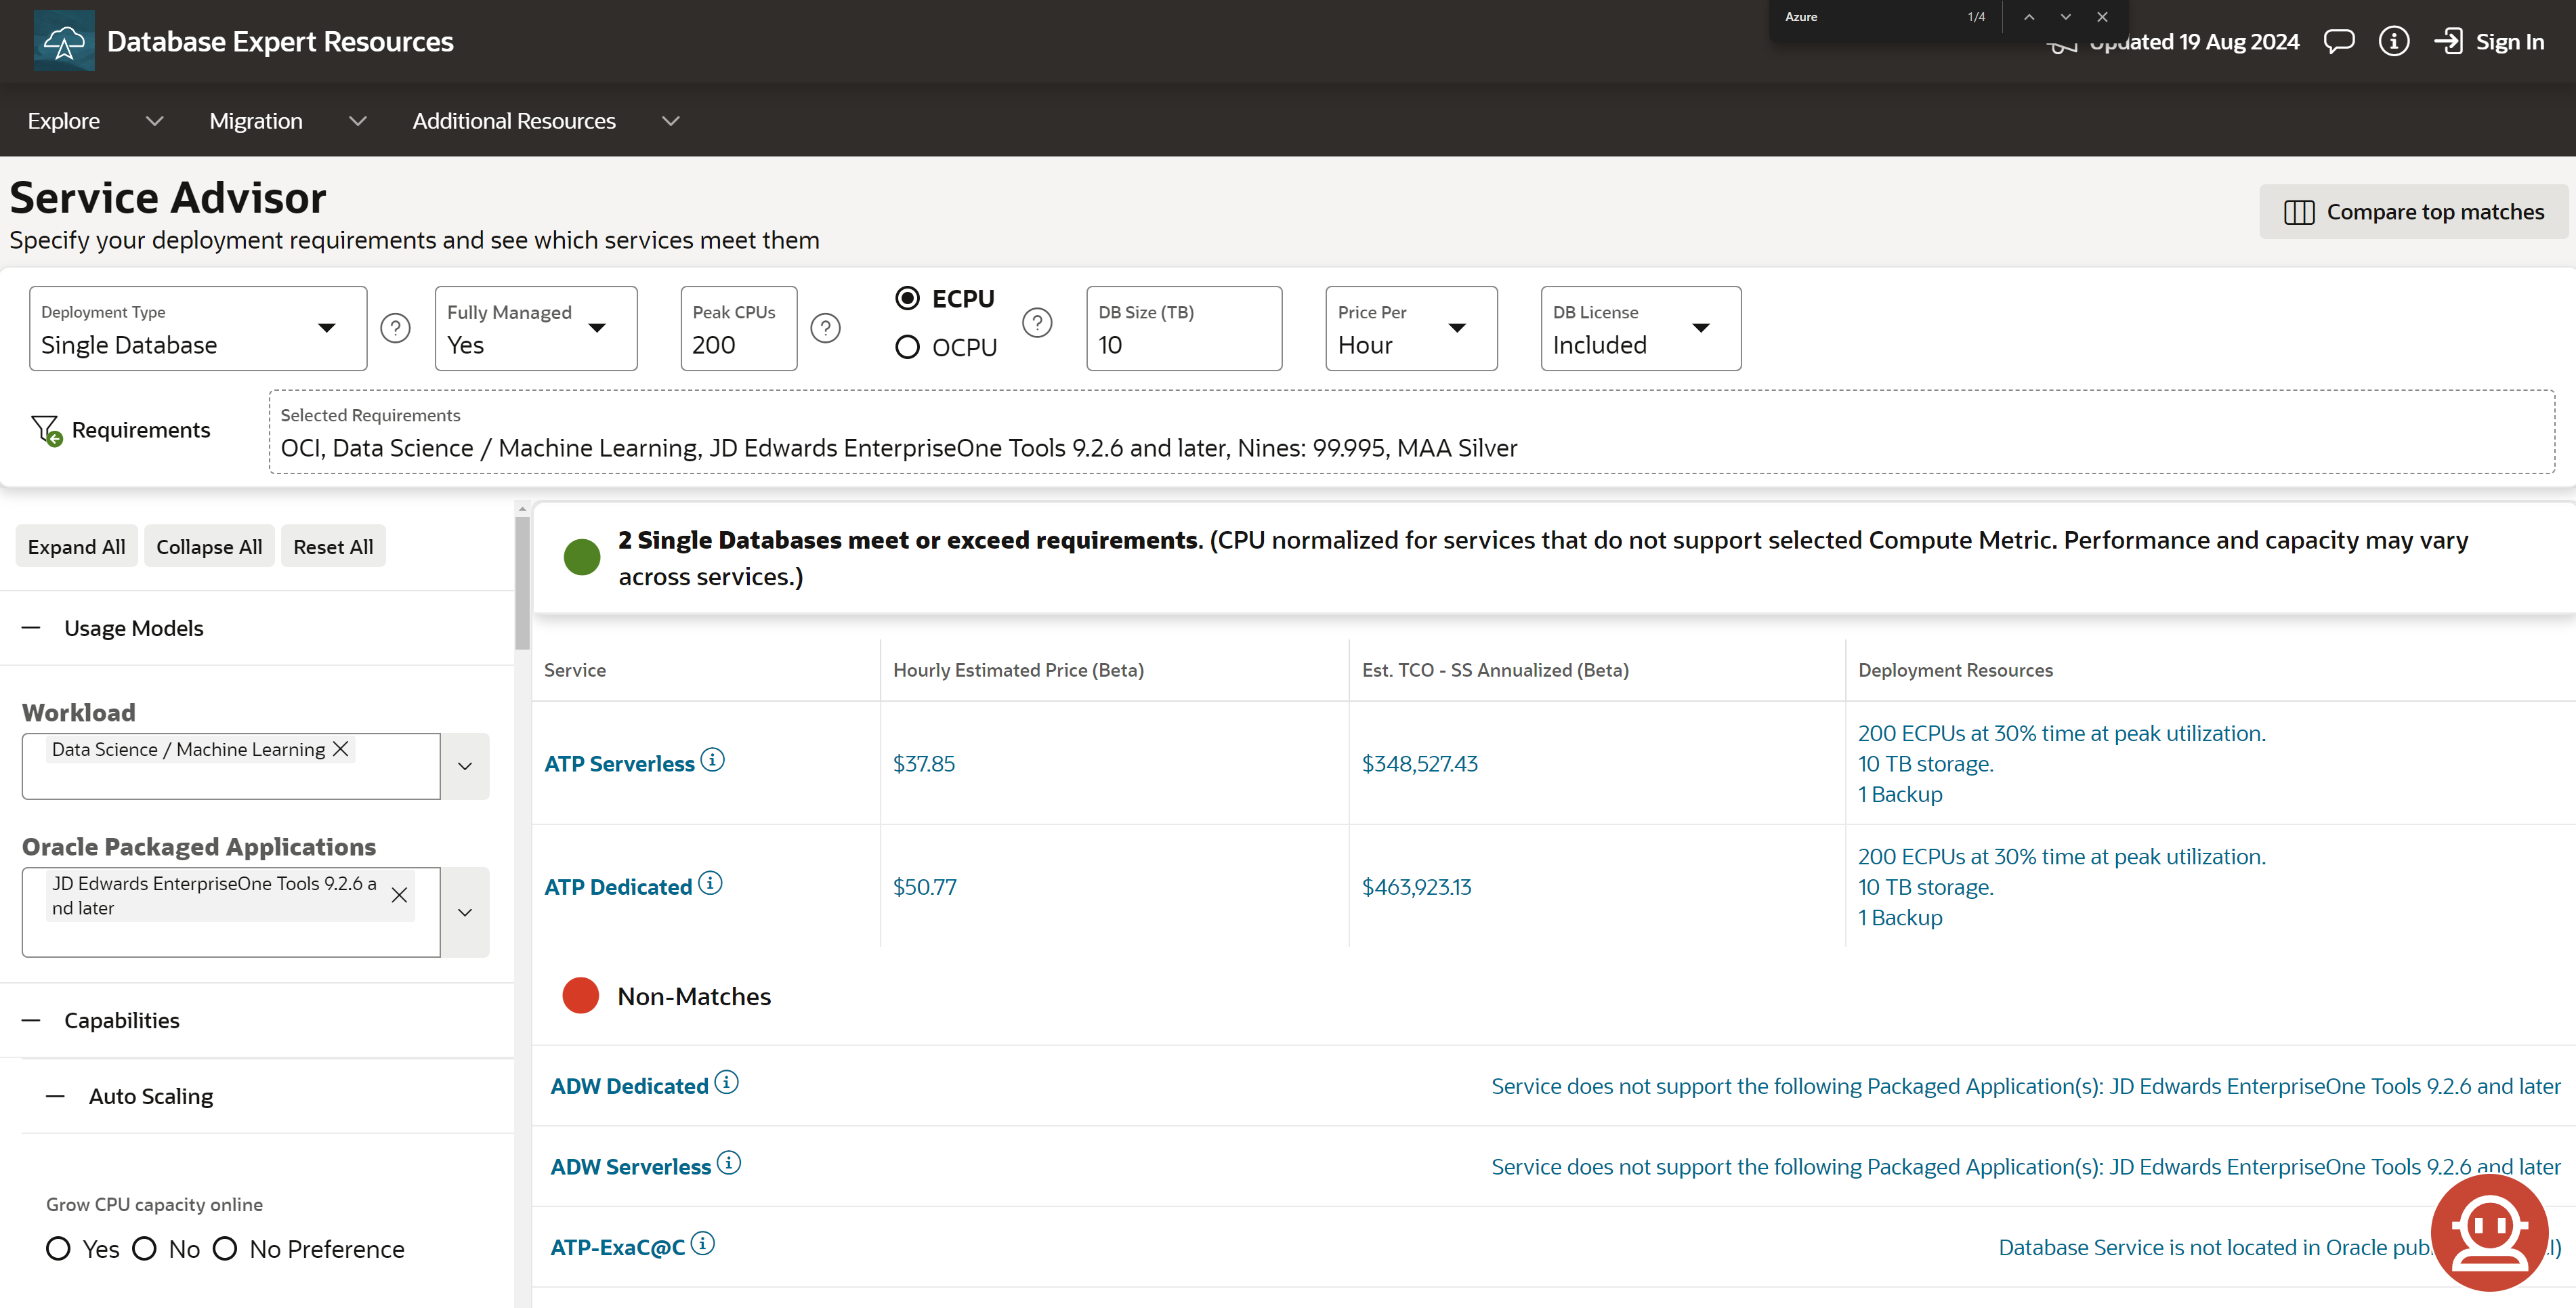 Azure 1/4
Database Expert Resources
Updated 19 Aug 2024 Sign In
Explore Migration Additional Resources
Service Advisor
Specify your deployment requirements and see which services meet them
Compare top matches
Deployment Type
Single Database
Fully Managed
Yes
Peak CPUs
200
ECPU
OCPU
DB Size (TB)
10
Price Per
Hour
DB License
Included
Requirements
Selected Requirements
OCI, Data Science / Machine Learning, JD Edwards EnterpriseOne Tools 9.2.6 and later, Nines: 99.995, MAA Silver
Expand All Collapse All Reset All
Usage Models
Workload
Data Science / Machine Learning
Oracle Packaged Applications
JD Edwards EnterpriseOne Tools 9.2.6 a
nd later
Capabilities
Auto Scaling
Grow CPU capacity online
Yes No No Preference
2 Single Databases meet or exceed requirements. (CPU normalized for services that do not support selected Compute Metric. Performance and capacity may vary
across services.)
Service Hourly Estimated Price (Beta) Est. TCO - SS Annualized (Beta) Deployment Resources
ATP Serverless $37.85 $348,527.43
200 ECPUs at 30% time at peak utilization.
10 TB storage.
1 Backup
ATP Dedicated $50.77 $463,923.13
200 ECPUs at 30% time at peak utilization.
10 TB storage.
1 Backup
Non-Matches
ADW Dedicated Service does not support the following Packaged Application(s): JD Edwards EnterpriseOne Tools 9.2.6 and later
ADW Serverless Service does not support the following Packaged Application(s): JD Edwards EnterpriseOne Tools 9.2.6 and later
ATP-ExaC@C Database Service is not located in Oracle